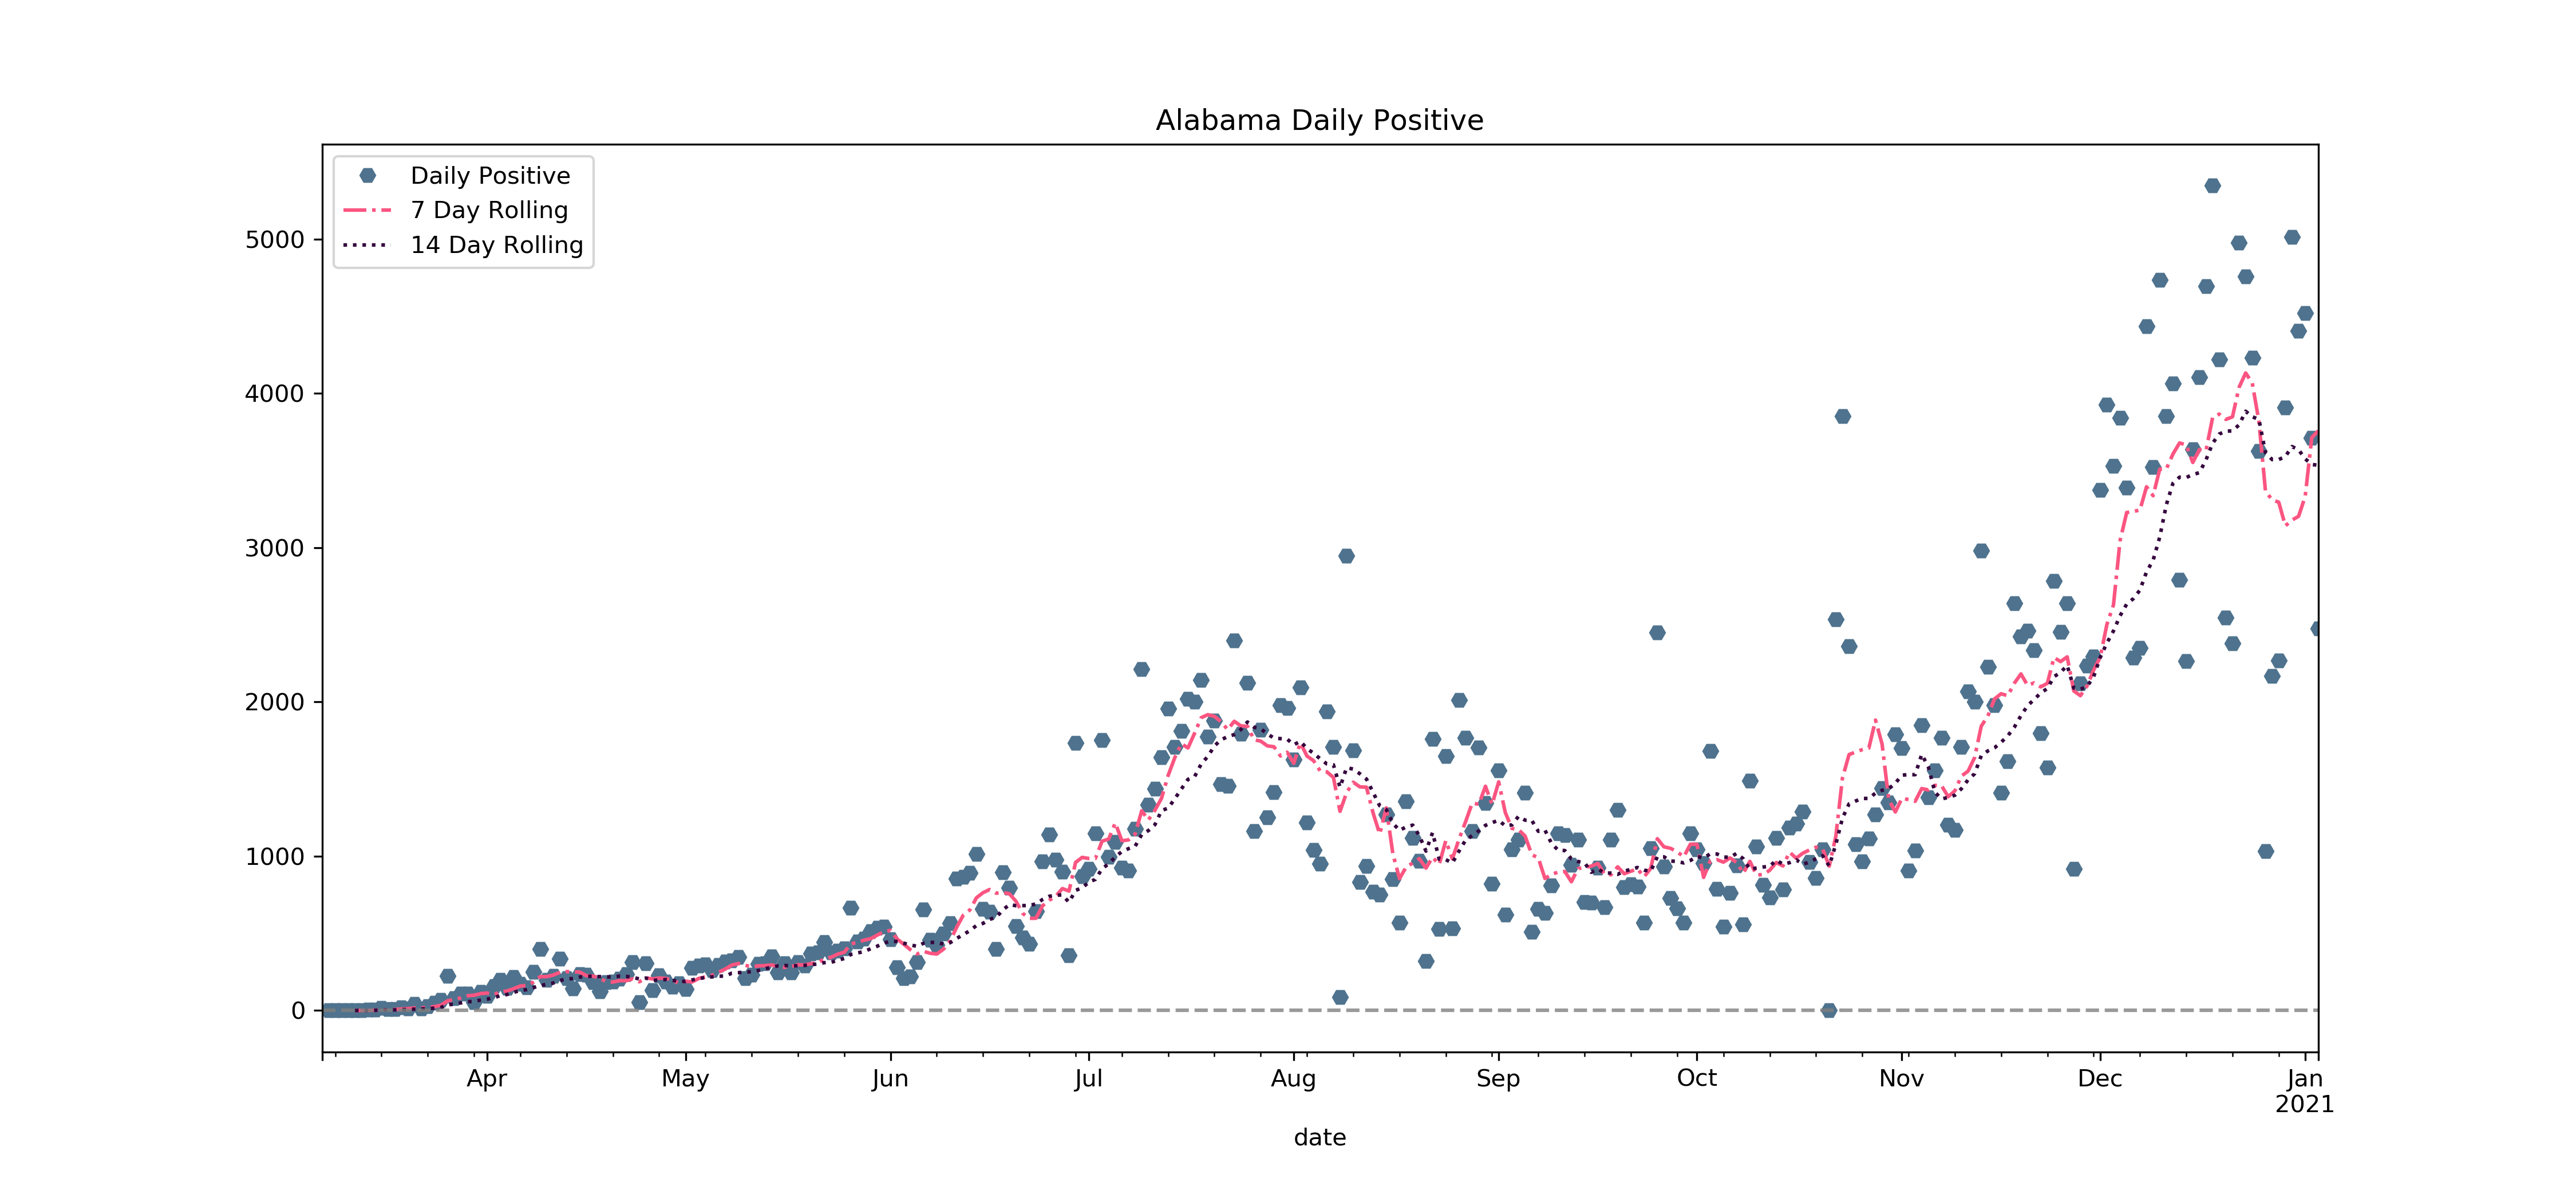 Alabama Daily Positive
Daily Positive
7 Day Rolling
14 Day Rolling
5000
4000
3000
2000
1000
0
Apr May Jun Jul Aug Sep Oct Nov Dec Jan
2021
date